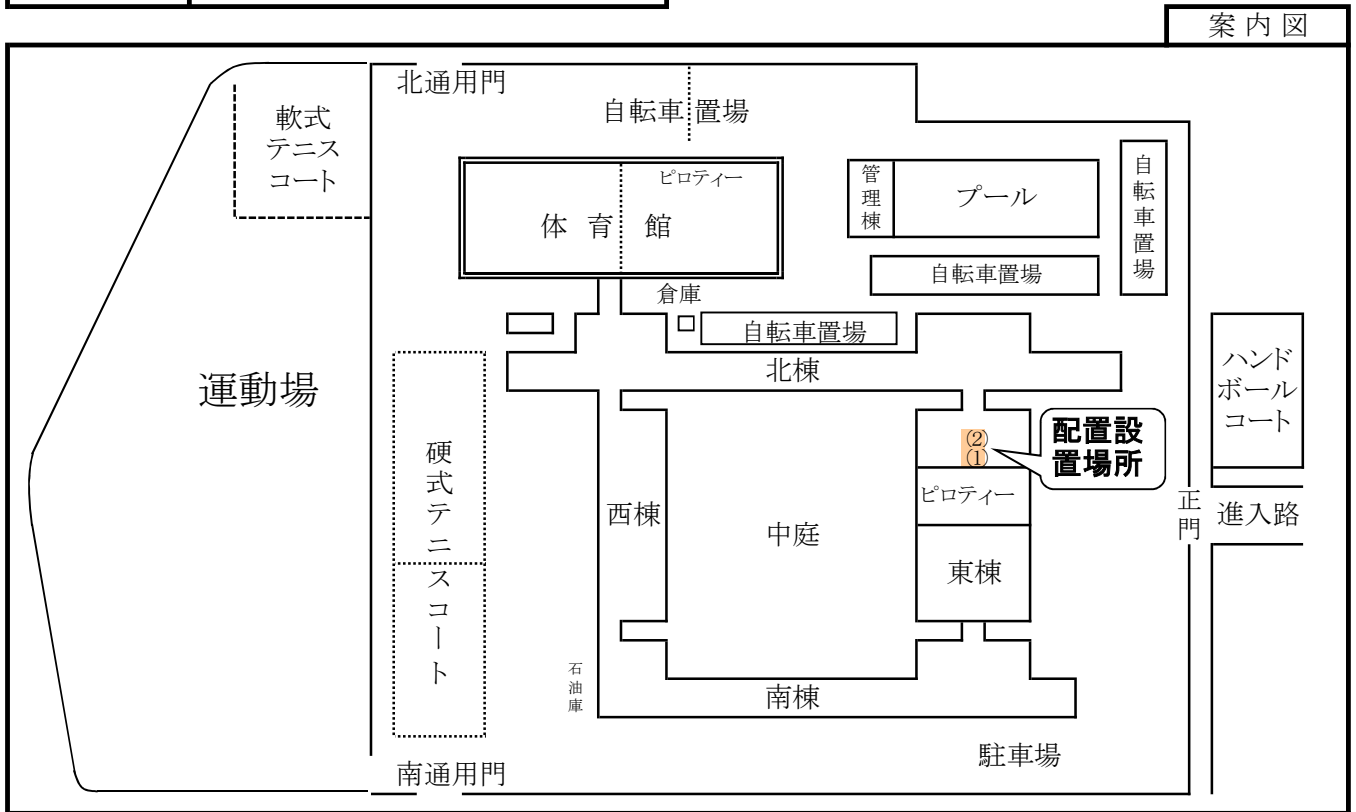 案内図
北通用門
自転車置場
軟式
テニス
コート
ピロティー
体育館
管理棟
プール
自転車置場
自転車置場
倉庫
自転車置場
北棟
ハンド
ボール
コート
運動場
(2)
(1)
配置設
置場所
硬式テニスコート
ピロティー
西棟
中庭
正門
進入路
東棟
石油庫
南棟
駐車場
南通用門